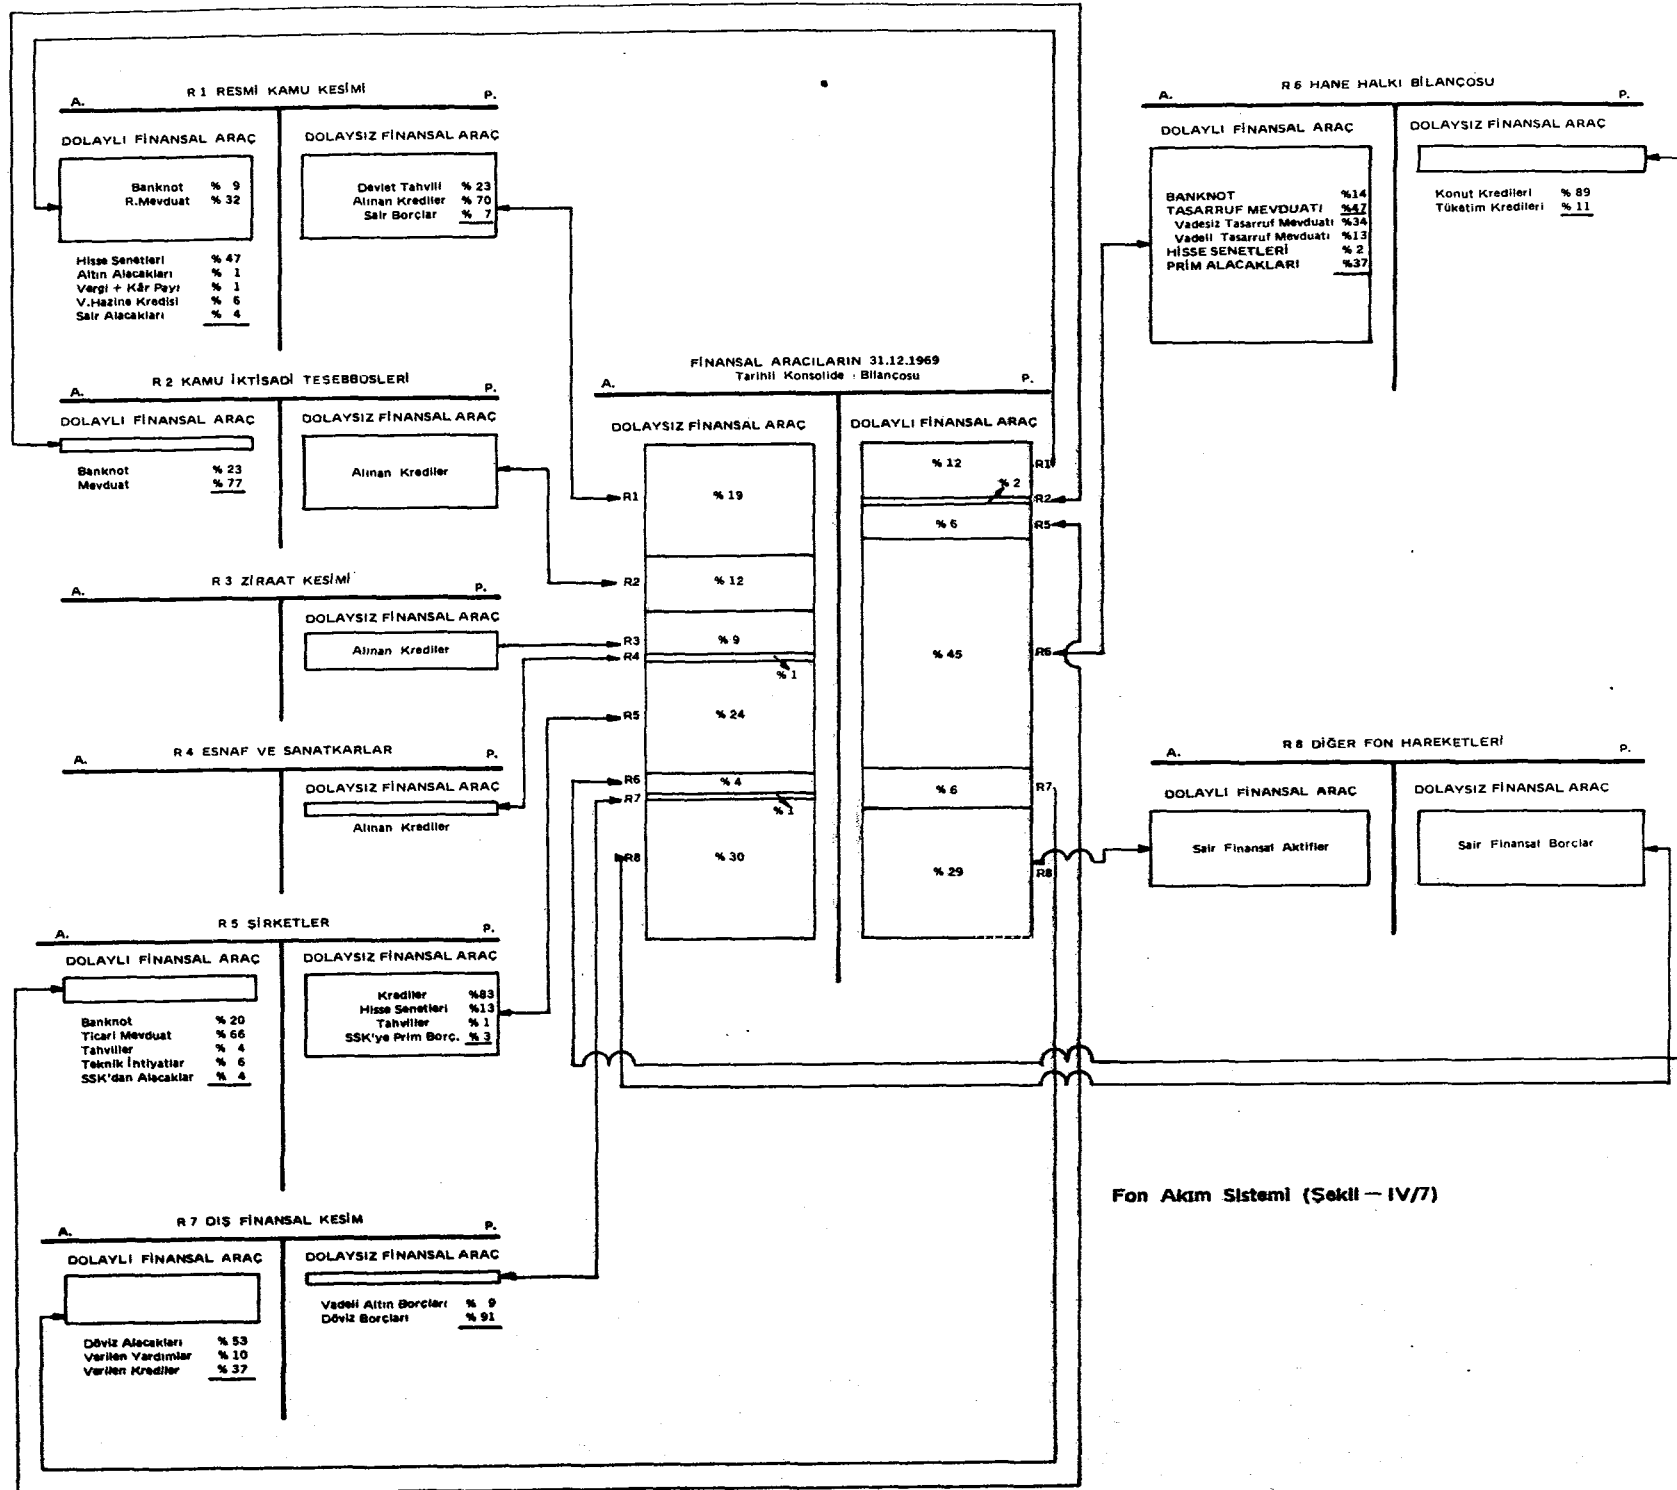 R 1 RESMİ KAMU KESİMİ
A. P.
DOLAYLI FİNANSAL ARAÇ
Banknot % 9
R.Mevduat % 32
Hisse Senetleri % 47
Altın Alacakları % 1
Vergi + Kâr Payı % 1
V.Hazine Kredisi % 6
Sair Alacakları % 4
DOLAYSIZ FİNANSAL ARAÇ
Devlet Tahvili % 23
Alınan Krediler % 70
Sair Borçlar % 7
R 2 KAMU İKTİSADİ TESEBBÜSLERİ
A. P.
DOLAYLI FİNANSAL ARAÇ
Banknot % 23
Mevduat % 77
DOLAYSIZ FİNANSAL ARAÇ
Alınan Krediler
R 3 ZİRAAT KESİMİ
A. P.
DOLAYSIZ FİNANSAL ARAÇ
Alınan Krediler
R 4 ESNAF VE SANATKARLAR
A. P.
DOLAYSIZ FİNANSAL ARAÇ
Alınan Krediler
R 5 ŞİRKETLER
A. P.
DOLAYLI FİNANSAL ARAÇ
Banknot % 20
Ticari Mevduat % 66
Tahviller % 4
Teknik İhtiyatlar % 6
SSK'dan Alacaklar % 4
DOLAYSIZ FİNANSAL ARAÇ
Krediler %83
Hisse Senetleri %13
Tahviller % 1
SSK'ye Prim Borç. % 3
R 7 DIŞ FİNANSAL KESİM
A. P.
DOLAYLI FİNANSAL ARAÇ
Döviz Alacakları % 53
Verilen Yardımlar % 10
Verilen Krediler % 37
DOLAYSIZ FİNANSAL ARAÇ
Vadeli Altın Borçları % 9
Döviz Borçları % 91
FİNANSAL ARACILARIN 31.12.1969
Tarihli Konsolide Bilançosu
A. P.
DOLAYSIZ FİNANSAL ARAÇ
R1 % 19
R2 % 12
R3 % 9
R4 % 1
R5 % 24
R6 % 4
R7 % 1
R8 % 30
DOLAYLI FİNANSAL ARAÇ
% 12 R1
% 2 R2
% 6 R5
% 45 R6
% 6 R7
% 29 R8
R 6 HANE HALKI BİLANÇOSU
A. P.
DOLAYLI FİNANSAL ARAÇ
BANKNOT %14
TASARRUF MEVDUATI %47
Vadesiz Tasarruf Mevduatı %34
Vadeli Tasarruf Mevduatı %13
HİSSE SENETLERİ % 2
PRİM ALACAKLARI %37
DOLAYSIZ FİNANSAL ARAÇ
Konut Kredileri % 89
Tüketim Kredileri % 11
R 8 DİĞER FON HAREKETLERİ
A. P.
DOLAYLI FİNANSAL ARAÇ
Sair Finansal Aktifler
DOLAYSIZ FİNANSAL ARAÇ
Sair Finansal Borçlar
Fon Akım Sistemi (Şekil — IV/7)